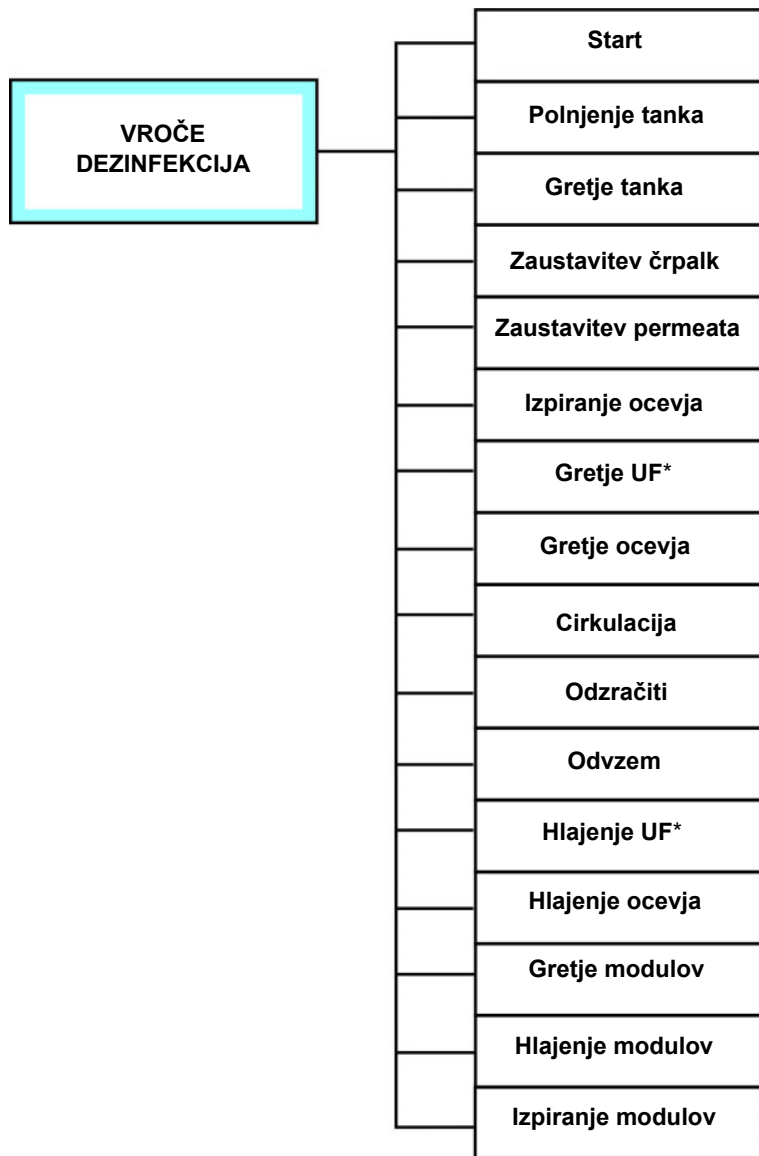 VROČE
DEZINFEKCIJA
Start
Polnjenje tanka
Gretje tanka
Zaustavitev črpalk
Zaustavitev permeata
Izpiranje ocevja
Gretje UF*
Gretje ocevja
Cirkulacija
Odzračiti
Odvzem
Hlajenje UF*
Hlajenje ocevja
Gretje modulov
Hlajenje modulov
Izpiranje modulov